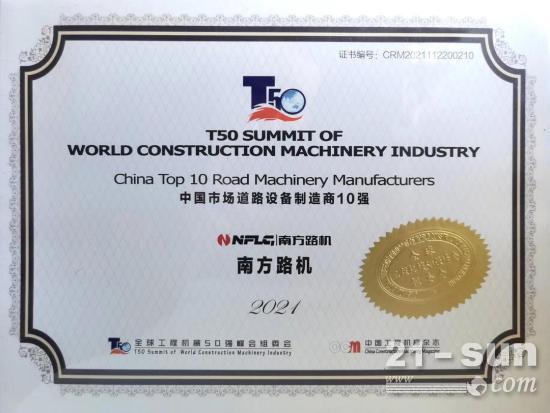 证书编号：CRM2021112200210
T50
T50 SUMMIT OF
WORLD CONSTRUCTION MACHINERY INDUSTRY
China Top 10 Road Machinery Manufacturers
中国市场道路设备制造商10强
NFLG 南方路机
南方路机
2021
T50 全球工程机械50强峰会组委会
T50 Summit of World Construction Machinery Industry
CCM 中国工程机械杂志
China Construction Machinery Magazine
21-sun.com